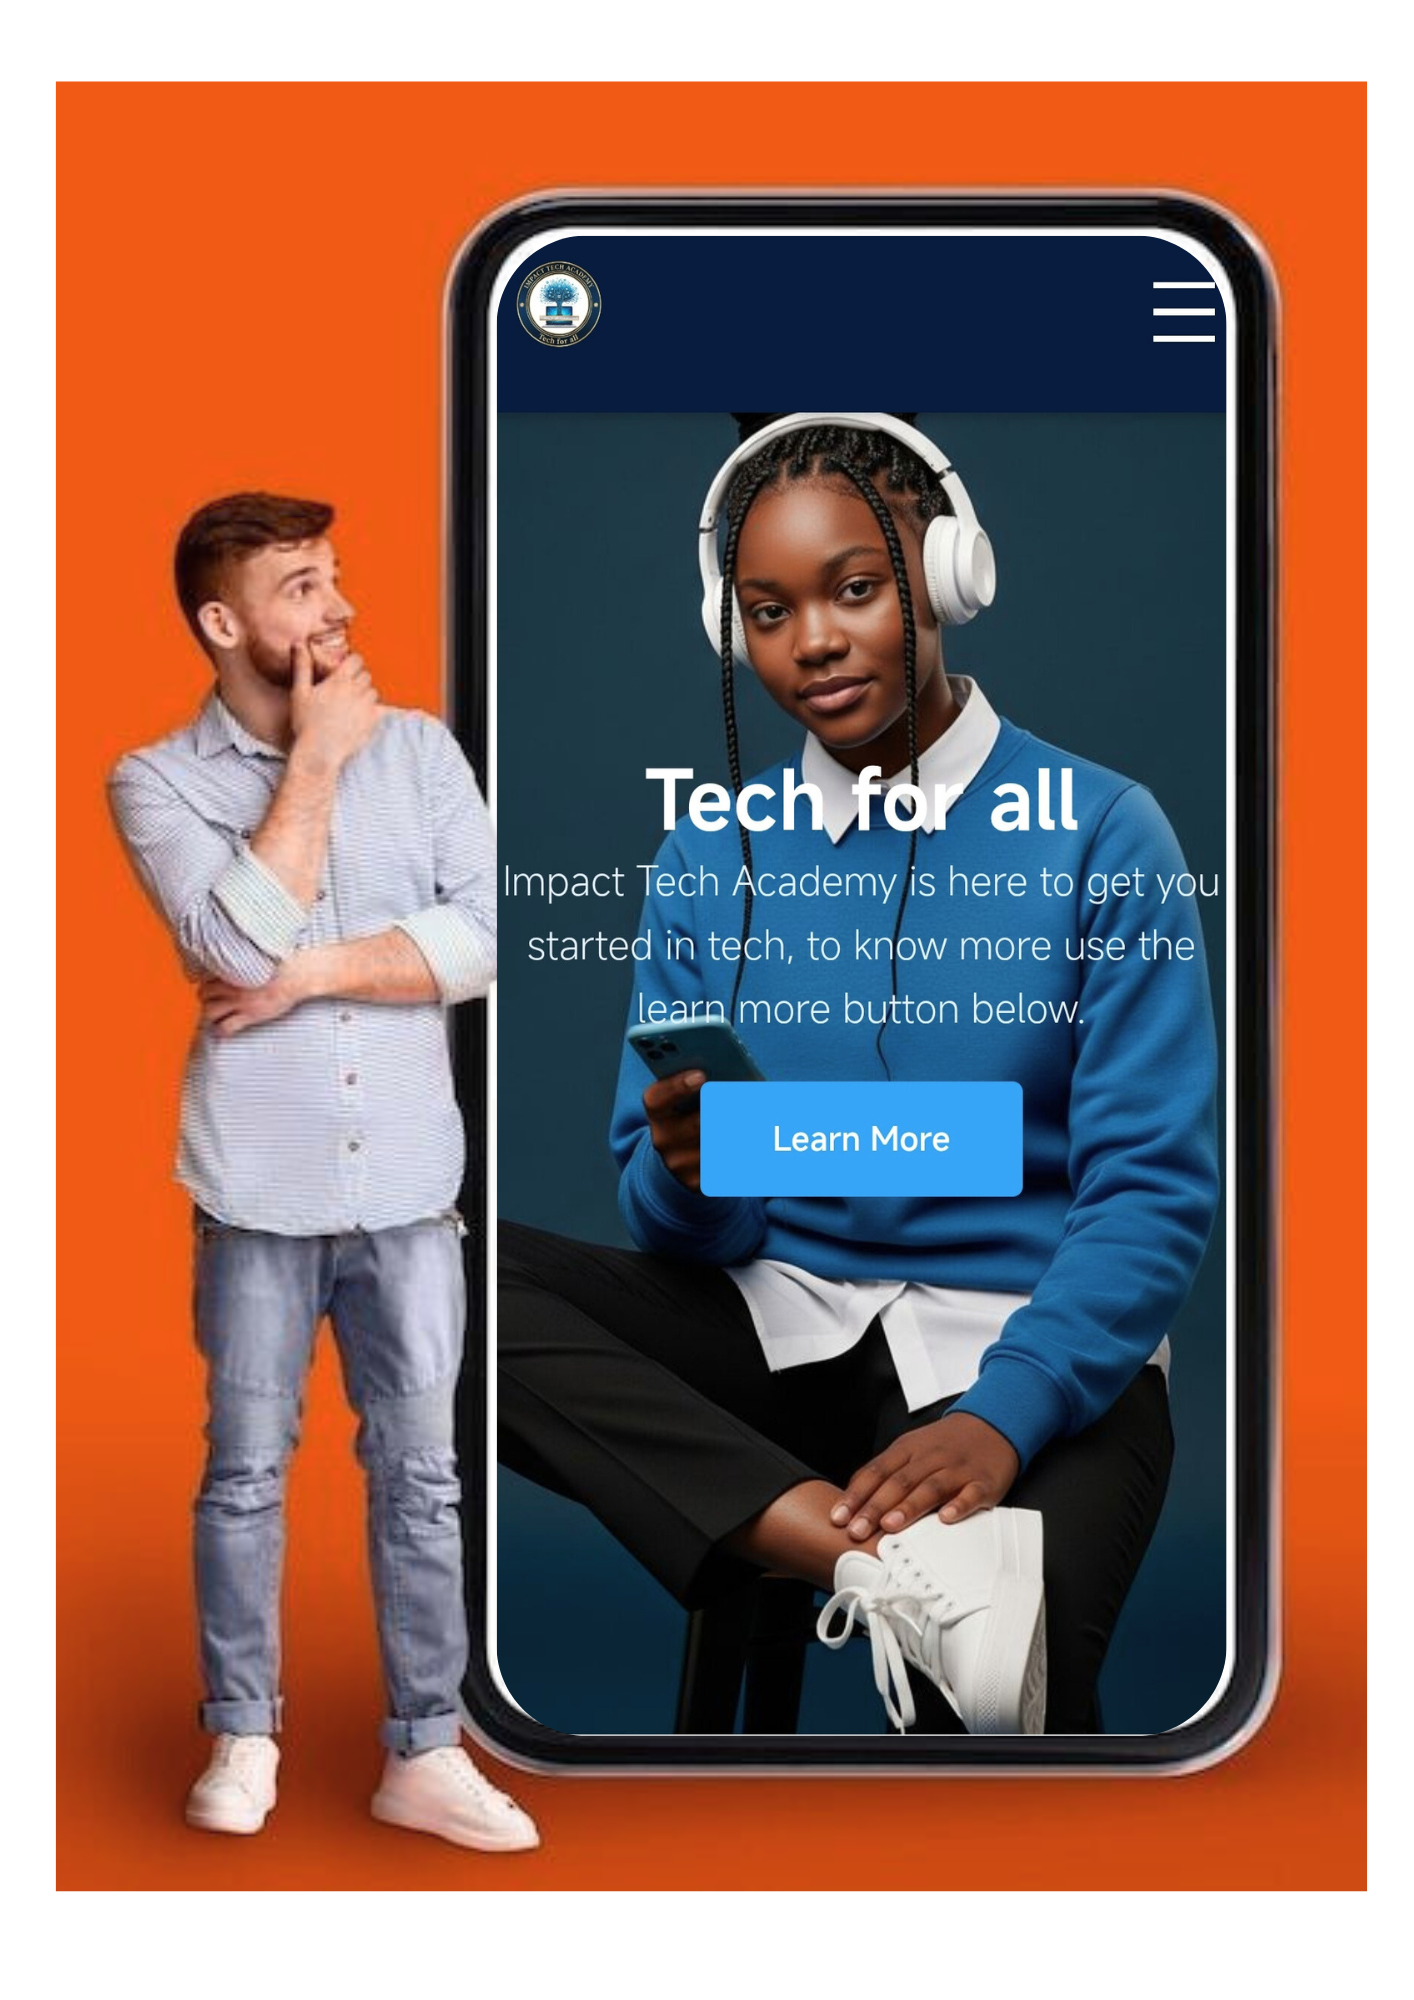 IMPACT TECH ACADEMY
Tech for all
Tech for all
Impact Tech Academy is here to get you
started in tech, to know more use the
learn more button below.
Learn More